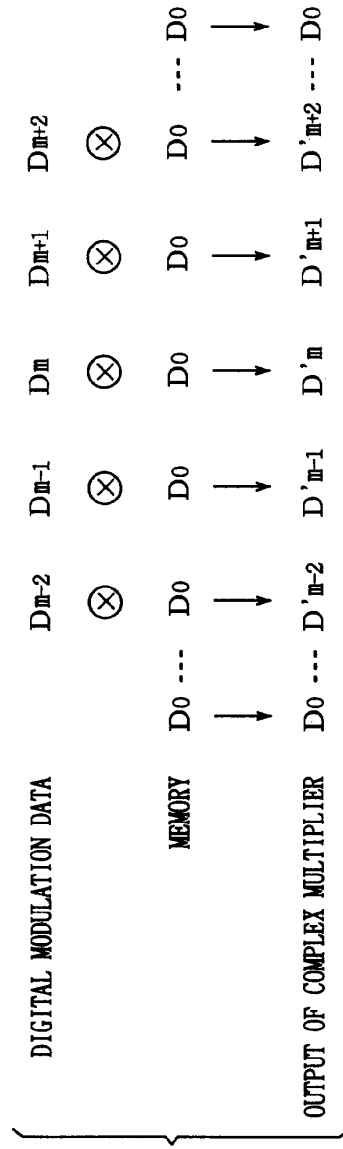 DIGITAL MODULATION DATA Dm-2 Dm-1 Dm Dm+1 Dm+2
⊗ ⊗ ⊗ ⊗ ⊗
MEMORY D0 --- D0 D0 D0 D0 D0 --- D0
OUTPUT OF COMPLEX MULTIPLIER D0 --- D'm-2 D'm-1 D'm D'm+1 D'm+2 --- D0